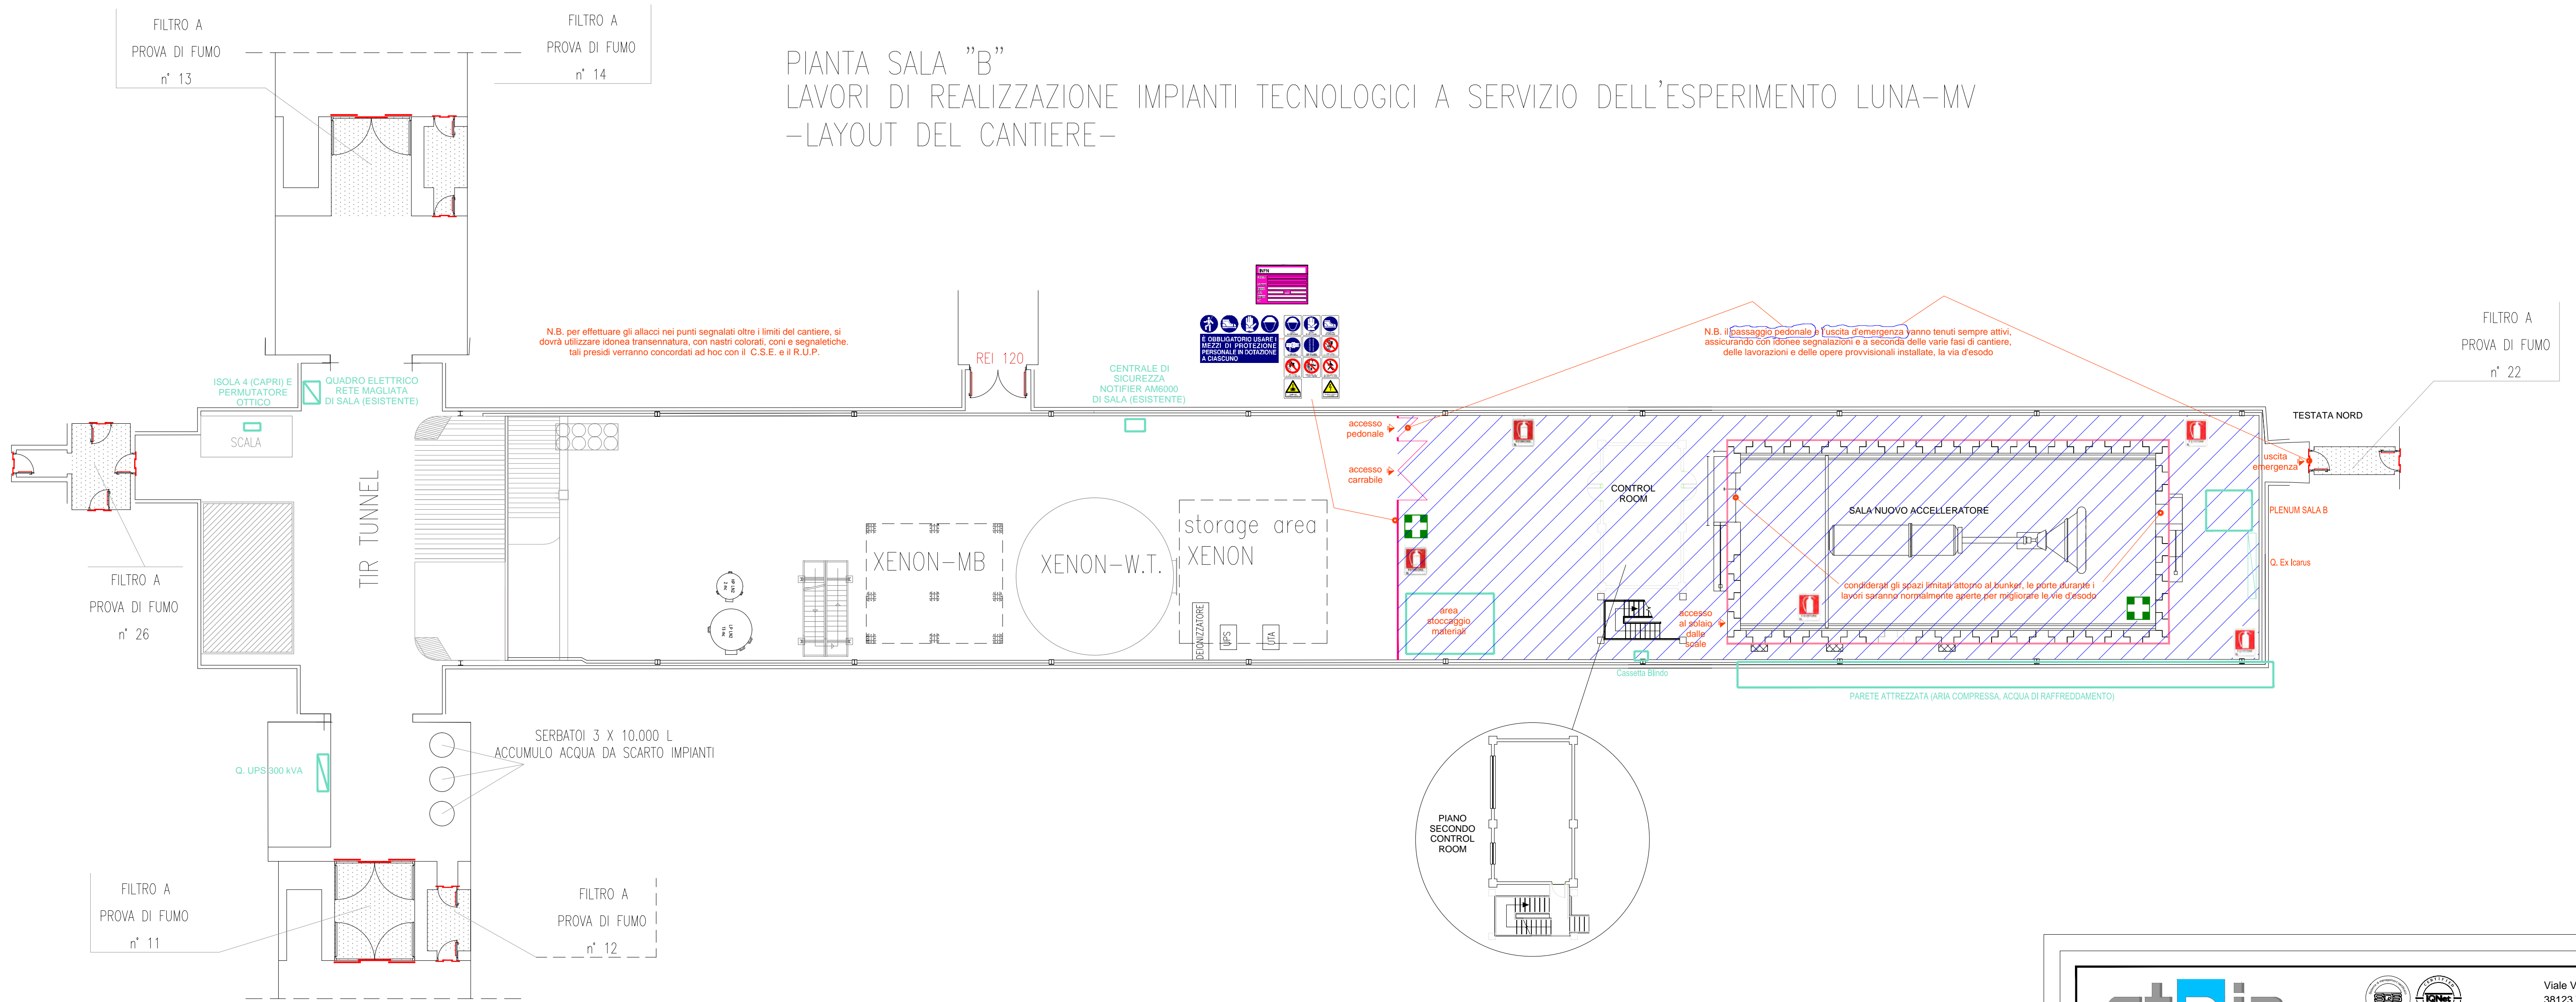 FILTRO A
PROVA DI FUMO
n° 13
FILTRO A
PROVA DI FUMO
n° 14
PIANTA SALA "B"
LAVORI DI REALIZZAZIONE IMPIANTI TECNOLOGICI A SERVIZIO DELL'ESPERIMENTO LUNA-MV
-LAYOUT DEL CANTIERE-
N.B. per effettuare gli allacci nei punti segnalati oltre i limiti del cantiere, si
dovrà utilizzare idonea transennatura, con nastri colorati, coni e segnaletiche.
tali presidi verranno concordati ad hoc con il C.S.E. e il R.U.P.
REI 120
INFN
È OBBLIGATORIO USARE I
MEZZI DI PROTEZIONE
PERSONALE IN DOTAZIONE
A CIASCUNO
N.B. il passaggio pedonale e l'uscita d'emergenza vanno tenuti sempre attivi,
assicurando con idonee segnalazioni e a seconda delle varie fasi di cantiere,
delle lavorazioni e delle opere provvisionali installate, la via d'esodo
FILTRO A
PROVA DI FUMO
n° 22
ISOLA 4 (CAPRI) E
PERMUTATORE
OTTICO
QUADRO ELETTRICO
RETE MAGLIATA
DI SALA (ESISTENTE)
CENTRALE DI
SICUREZZA
NOTIFIER AM6000
DI SALA (ESISTENTE)
SCALA
TIR TUNNEL
accesso
pedonale
accesso
carrabile
TESTATA NORD
uscita
emergenza
CONTROL
ROOM
SALA NUOVO ACCELLERATORE
PLENUM SALA B
Q. Ex Icarus
XENON-MB
XENON-W.T.
storage area
XENON
DEIONIZZATORE
UPS
UTA
condiderati gli spazi limitati attorno al bunker, le porte durante i
lavori saranno normalmente aperte per migliorare le vie d'esodo
area
stoccaggio
materiali
accesso
al solaio
dalle
scale
Cassetta Blindo
PARETE ATTREZZATA (ARIA COMPRESSA, ACQUA DI RAFFREDDAMENTO)
FILTRO A
PROVA DI FUMO
n° 26
SERBATOI 3 X 10.000 L
ACCUMULO ACQUA DA SCARTO IMPIANTI
Q. UPS 300 kVA
PIANO
SECONDO
CONTROL
ROOM
FILTRO A
PROVA DI FUMO
n° 11
FILTRO A
PROVA DI FUMO
n° 12
SGS
IQNet
Viale V
38123